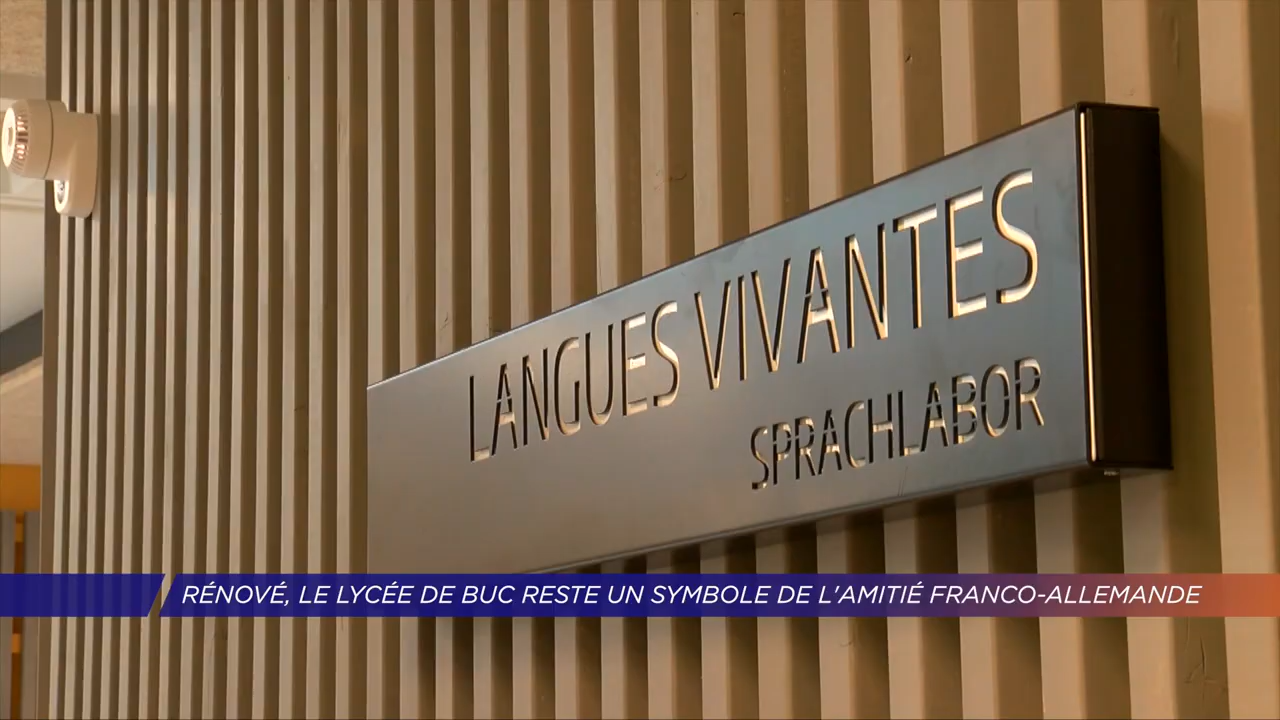 LANGUES VIVANTES
SPRACHLABOR
RÉNOVÉ, LE LYCÉE DE BUC RESTE UN SYMBOLE DE L'AMITIÉ FRANCO-ALLEMANDE